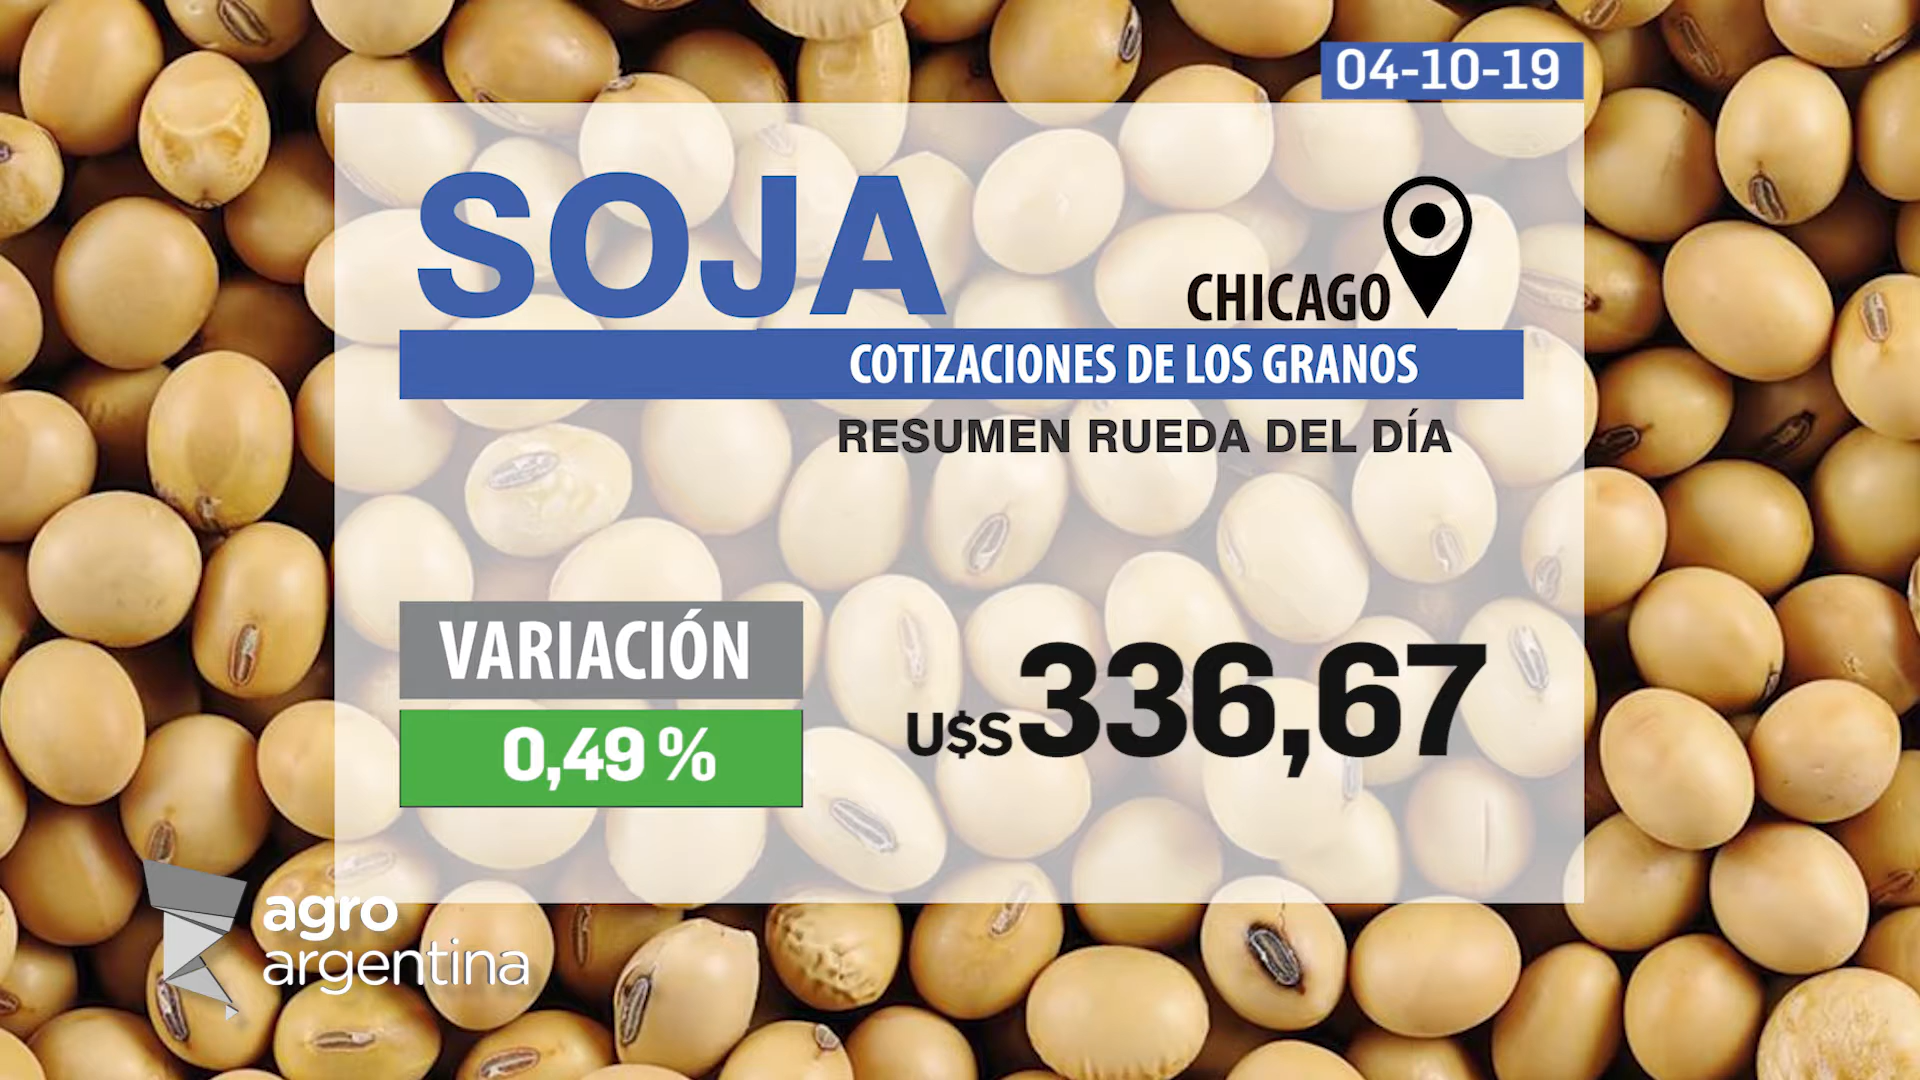 04-10-19
SOJA
CHICAGO
COTIZACIONES DE LOS GRANOS
RESUMEN RUEDA DEL DÍA
VARIACIÓN
0,49 %
U$S 336,67
agro
argentina